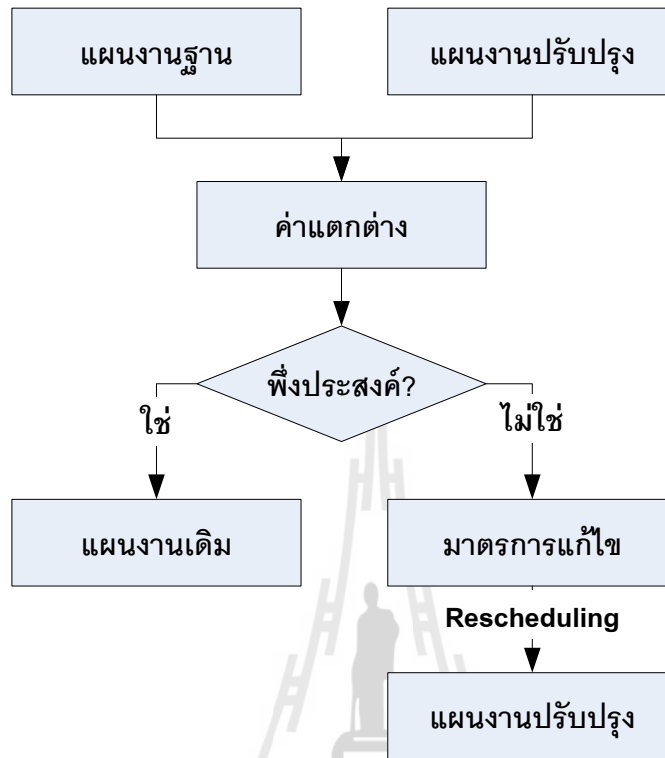 แผนงานฐาน
แผนงานปรับปรุง
ค่าแตกต่าง
พึ่งประสงค์?
ใช่
ไม่ใช่
แผนงานเดิม
มาตรการแก้ไข
Rescheduling
แผนงานปรับปรุง